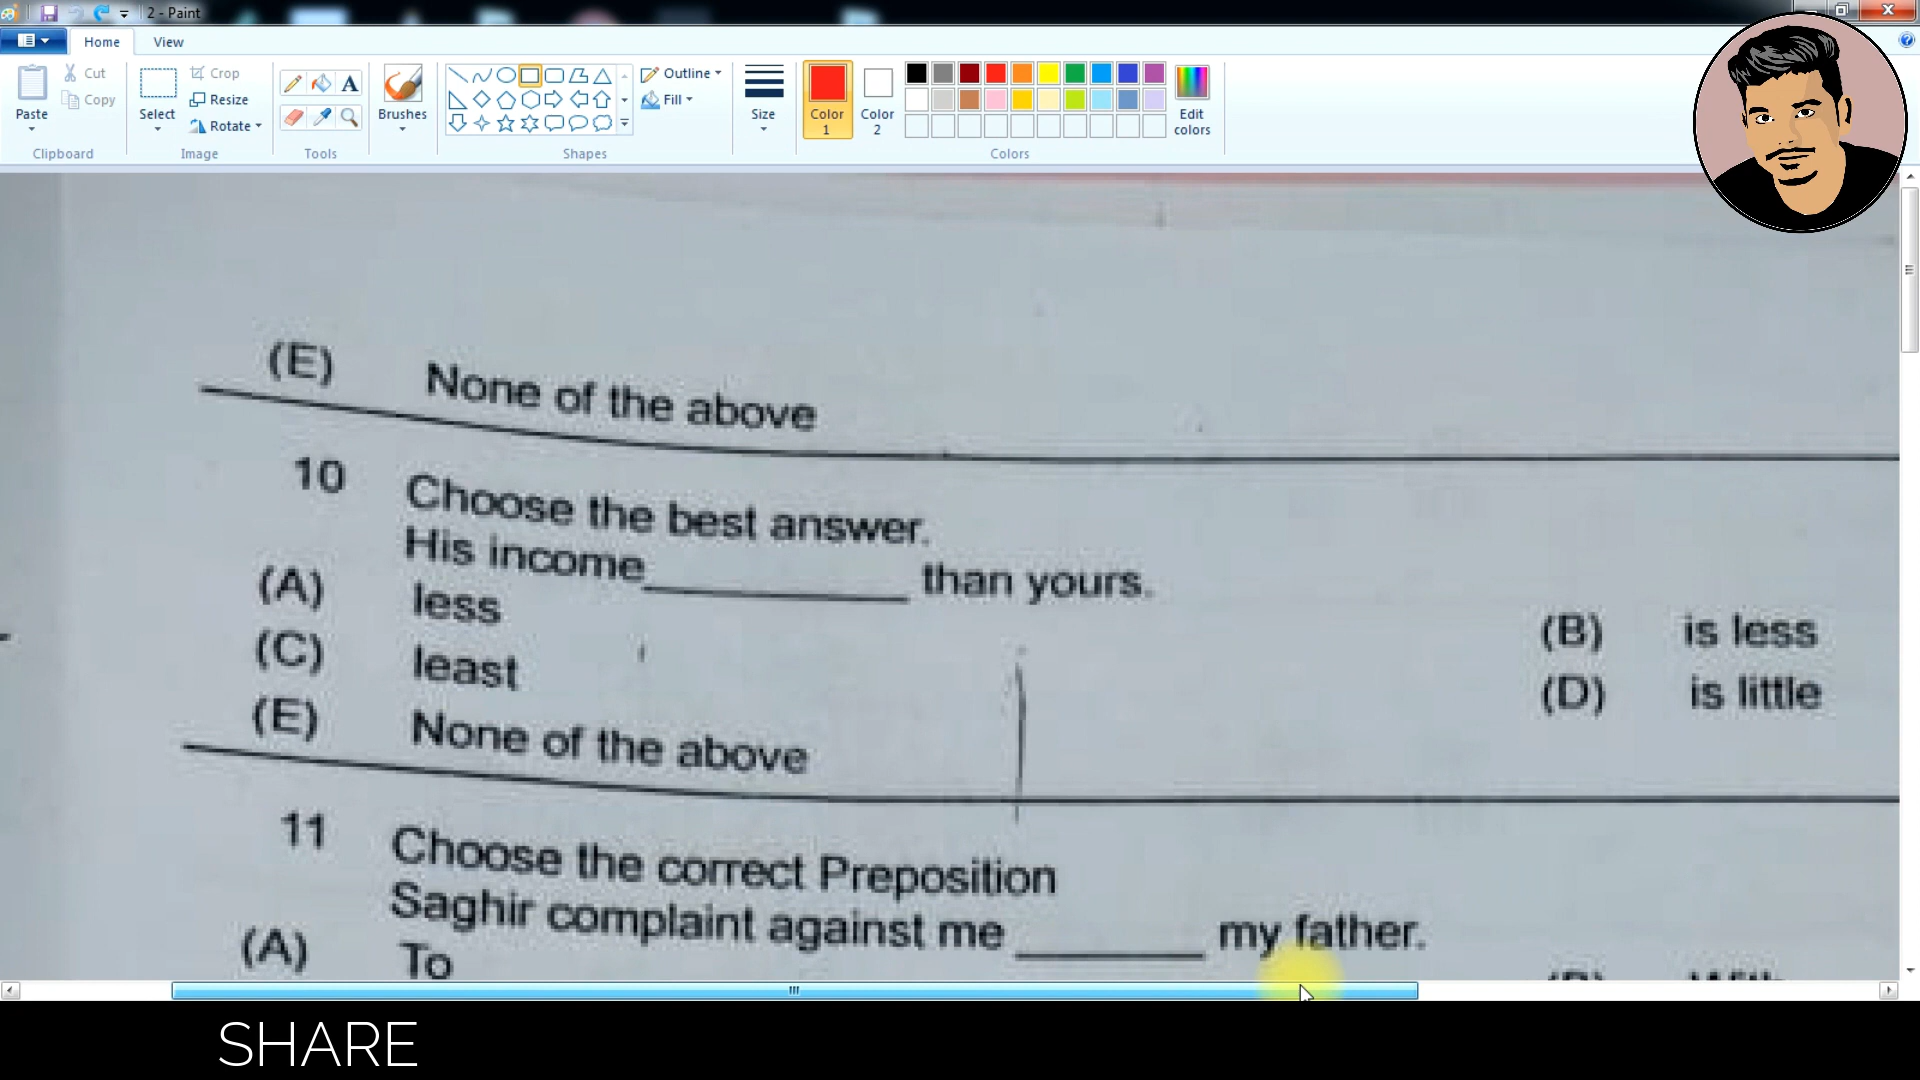 2 - Paint
Home View
Paste
Cut
Copy
Clipboard
Select
Crop
Resize
Rotate
Image
Tools
Brushes
Shapes
Outline
Fill
Size
Color 1
Color 2
Edit colors
Colors
(E) None of the above
10 Choose the best answer.
His income__________ than yours.
(A) less (B) is less
(C) least (D) is little
(E) None of the above
11 Choose the correct Preposition
Saghir complaint against me ________ my father.
(A) To
SHARE